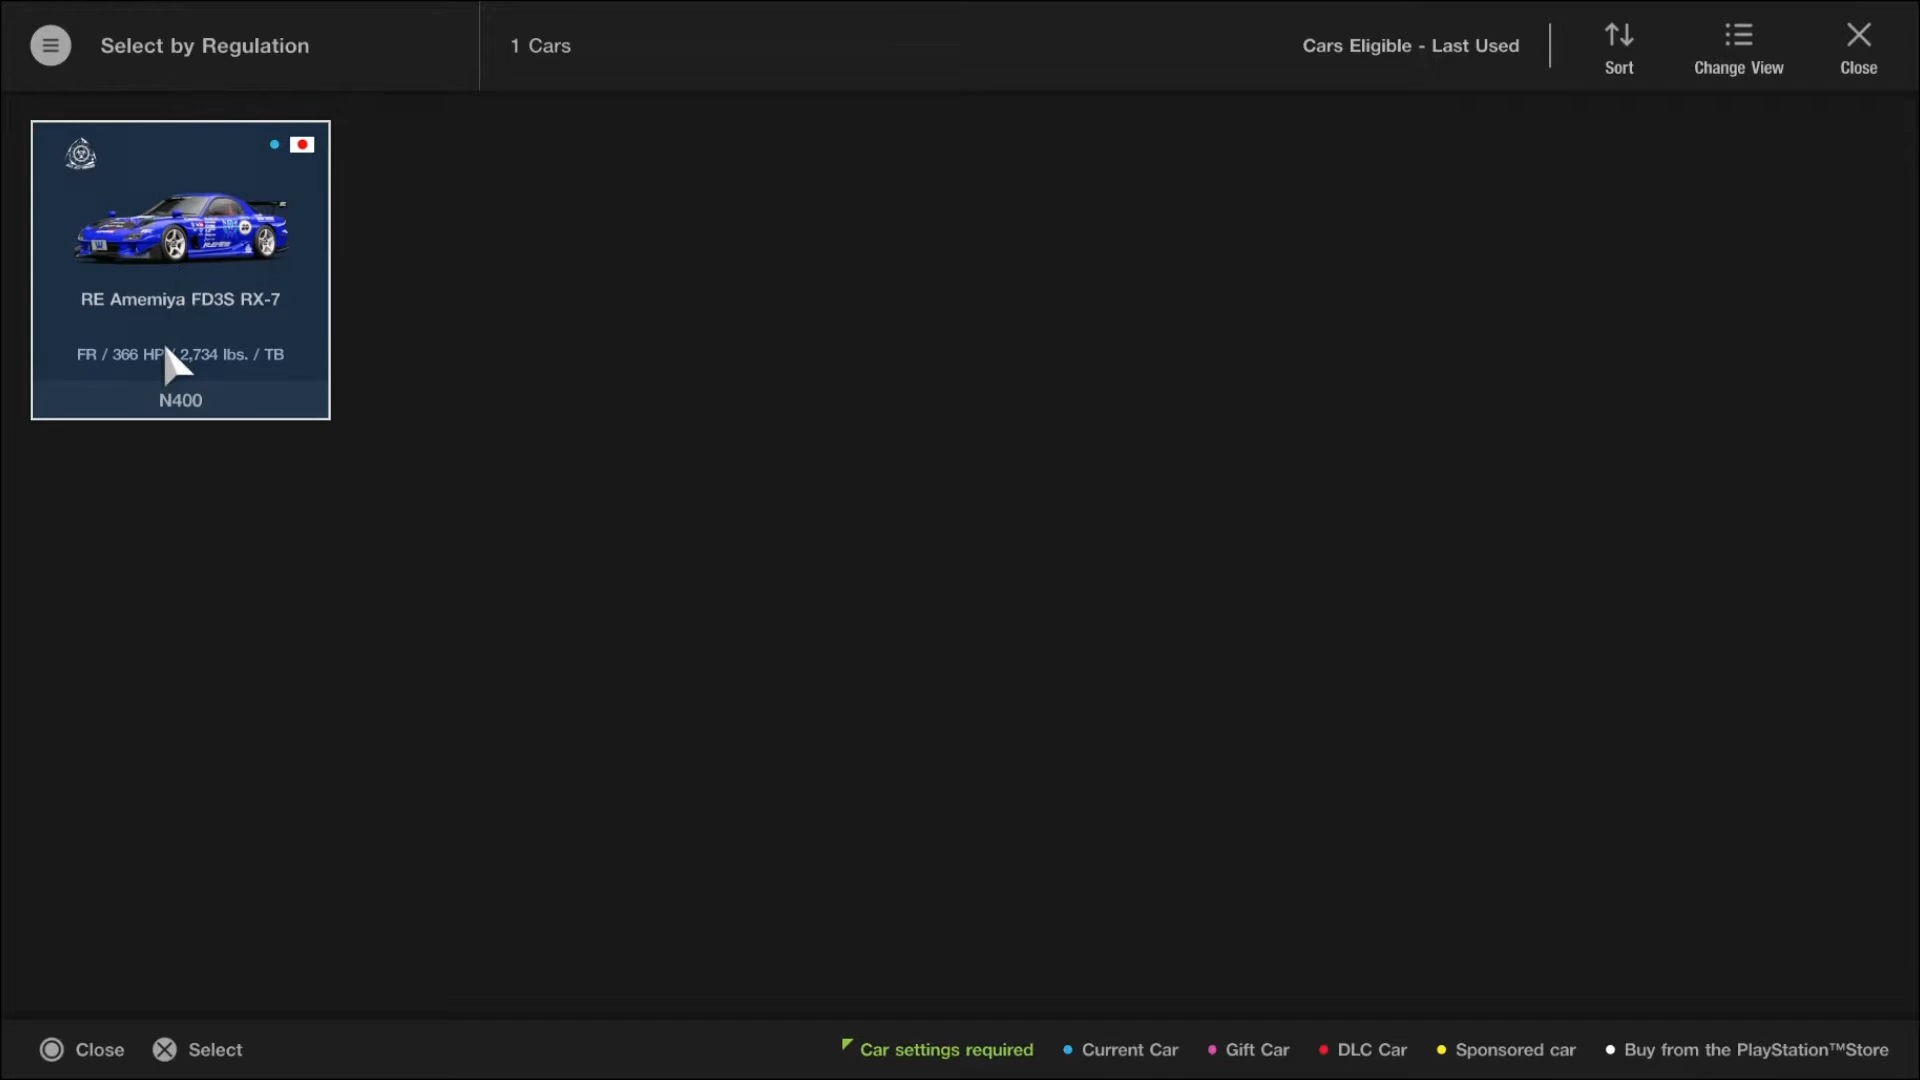 Select by Regulation
1 Cars
Cars Eligible - Last Used
Sort
Change View
Close
RE Amemiya FD3S RX-7
FR / 366 HP / 2,734 lbs. / TB
N400
Close
Select
Car settings required
Current Car
Gift Car
DLC Car
Sponsored car
Buy from the PlayStation™Store